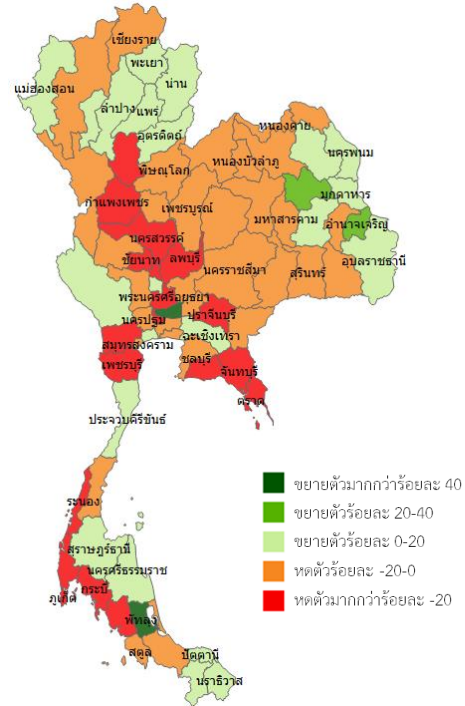 เชียงราย
พะเยา
แม่ฮ่องสอน
น่าน
ลำปาง
แพร่
อุตรดิตถ์
หนองคาย
พิษณุโลก
หนองบัวลำภู
นครพนม
กำแพงเพชร
เพชรบูรณ์
มุกดาหาร
มหาสารคาม
อำนาจเจริญ
นครสวรรค์
ชัยนาท
ลพบุรี
นครราชสีมา
สุรินทร์
อุบลราชธานี
พระนครศรีอยุธยา
นครปฐม
ปราจีนบุรี
ฉะเชิงเทรา
สมุทรสงคราม
ชลบุรี
เพชรบุรี
จันทบุรี
ตราด
ประจวบคีรีขันธ์
ระนอง
สุราษฎร์ธานี
นครศรีธรรมราช
กระบี่
ภูเก็ต
พัทลุง
สตูล
ปัตตานี
นราธิวาส
ขยายตัวมากกว่าร้อยละ 40
ขยายตัวร้อยละ 20-40
ขยายตัวร้อยละ 0-20
หดตัวร้อยละ -20-0
หดตัวมากกว่าร้อยละ -20